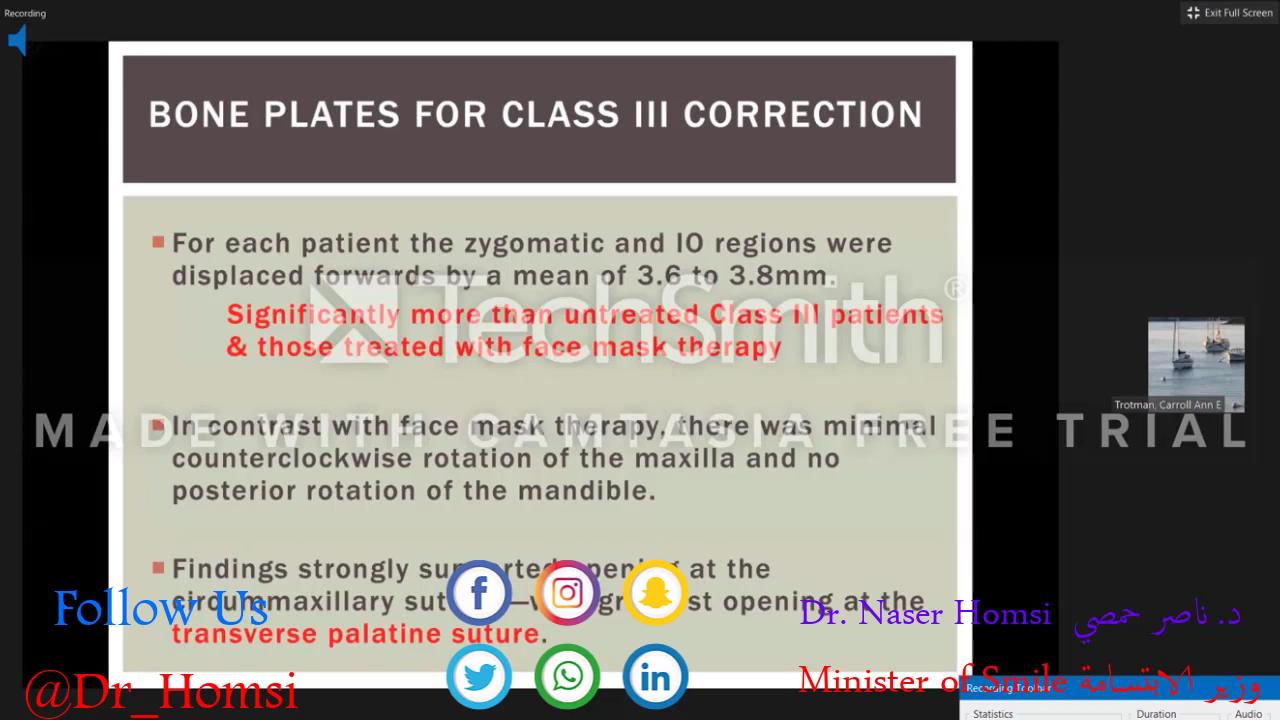 Recording
Exit Full Screen
BONE PLATES FOR CLASS III CORRECTION
For each patient the zygomatic and IO regions were
displaced forwards by a mean of 3.6 to 3.8mm.
Significantly more than untreated Class III patients
& those treated with face mask therapy
TechSmith®
Trotman, Carroll Ann E
MADE WITH CAMTASIA FREE TRIAL
In contrast with face mask therapy, there was minimal
counterclockwise rotation of the maxilla and no
posterior rotation of the mandible.
Findings strongly supported opening at the
circummaxillary opening at the
transverse palatine suture.
Follow Us
Dr. Naser Homsi د. ناصر حمصي
@Dr_Homsi
Minister of Smile وزير الابتسامة
Recording Toolbar
Statistics
Duration
Audio